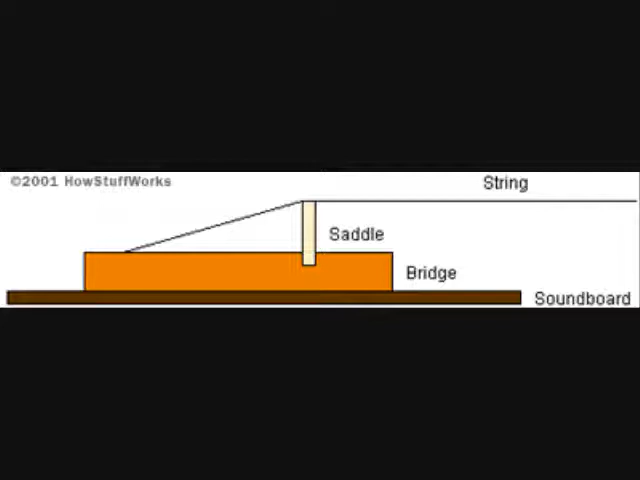 ©2001 HowStuffWorks
String
Saddle
Bridge
Soundboard